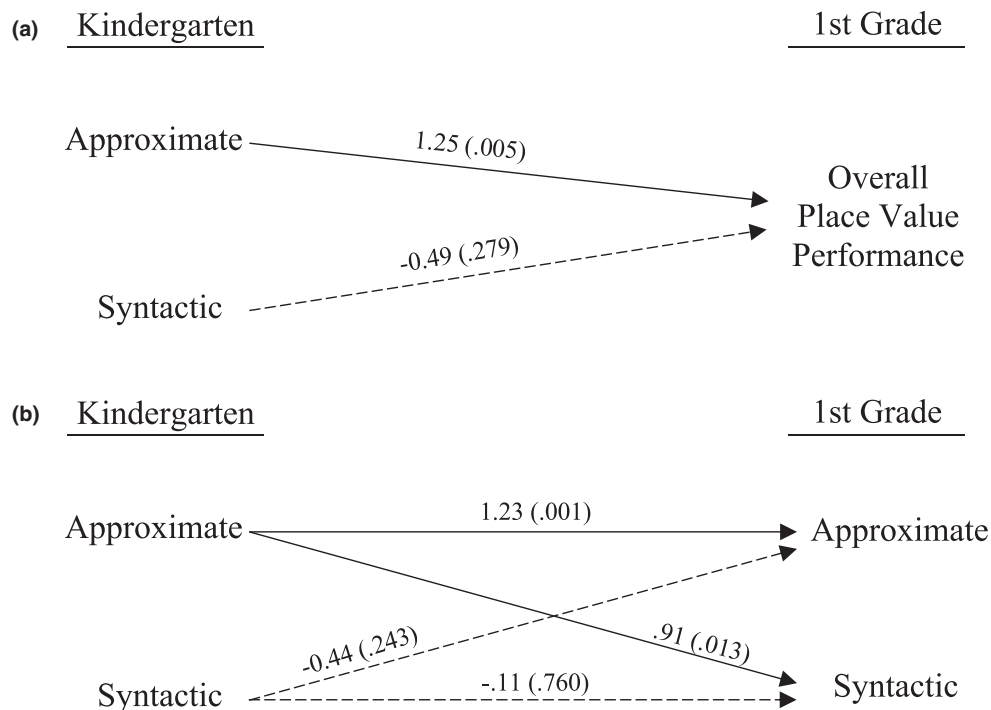 (a) Kindergarten 1st Grade
Approximate
1.25 (.005)
Overall
Place Value
Performance
-0.49 (.279)
Syntactic
(b) Kindergarten 1st Grade
1.23 (.001)
Approximate Approximate
-0.44 (.243)
.91 (.013)
-.11 (.760)
Syntactic Syntactic